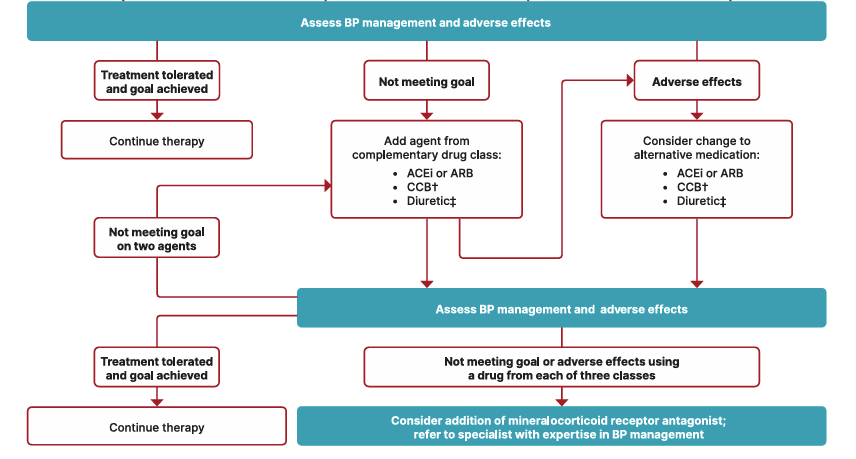 Assess BP management and adverse effects
Treatment tolerated
and goal achieved
Not meeting goal
Adverse effects
Continue therapy
Add agent from
complementary drug class:
• ACEi or ARB
• CCB†
• Diuretic‡
Consider change to
alternative medication:
• ACEi or ARB
• CCB†
• Diuretic‡
Not meeting goal
on two agents
Assess BP management and adverse effects
Treatment tolerated
and goal achieved
Not meeting goal or adverse effects using
a drug from each of three classes
Continue therapy
Consider addition of mineralocorticoid receptor antagonist;
refer to specialist with expertise in BP management